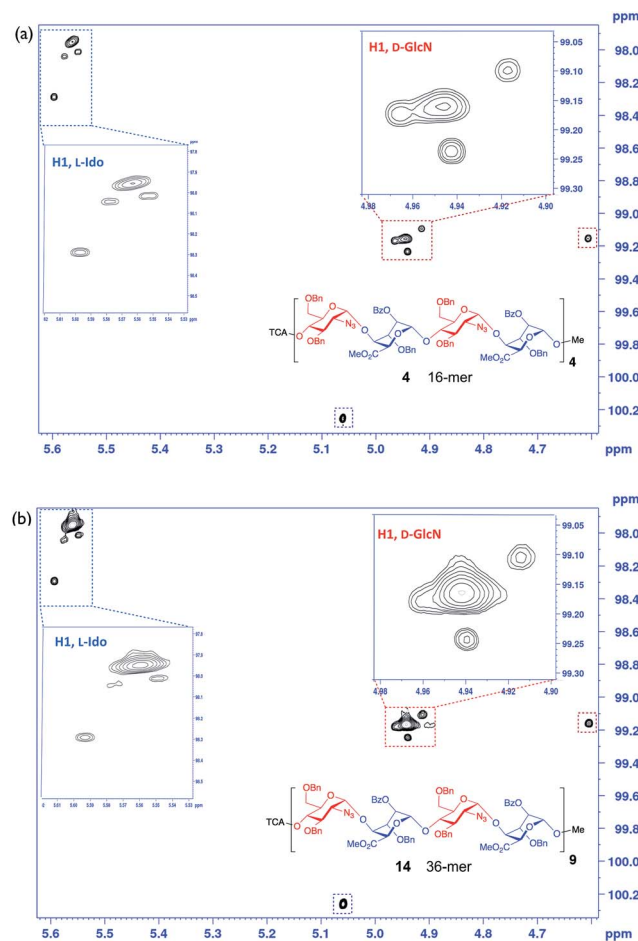 (a)
98.0
98.2
98.4
98.6
98.8
99.0
99.2
99.4
99.6
99.8
100.0
100.2
ppm
H1, L-Ido
H1, D-GlcN
99.05
99.10
99.15
99.20
99.25
99.30
4.98 4.96 4.94 4.92 4.90
TCA OBn O N3 OBn O BzO O MeO2C OBn O OBn O N3 OBn O BzO O MeO2C OBn O Me 4
4 16-mer
5.6 5.5 5.4 5.3 5.2 5.1 5.0 4.9 4.8 4.7 ppm
(b)
98.0
98.2
98.4
98.6
98.8
99.0
99.2
99.4
99.6
99.8
100.0
100.2
ppm
H1, L-Ido
H1, D-GlcN
99.05
99.10
99.15
99.20
99.25
99.30
4.98 4.96 4.94 4.92 4.90
TCA OBn O N3 OBn O BzO O MeO2C OBn O OBn O N3 OBn O BzO O MeO2C OBn O Me 9
14 36-mer
5.6 5.5 5.4 5.3 5.2 5.1 5.0 4.9 4.8 4.7 ppm